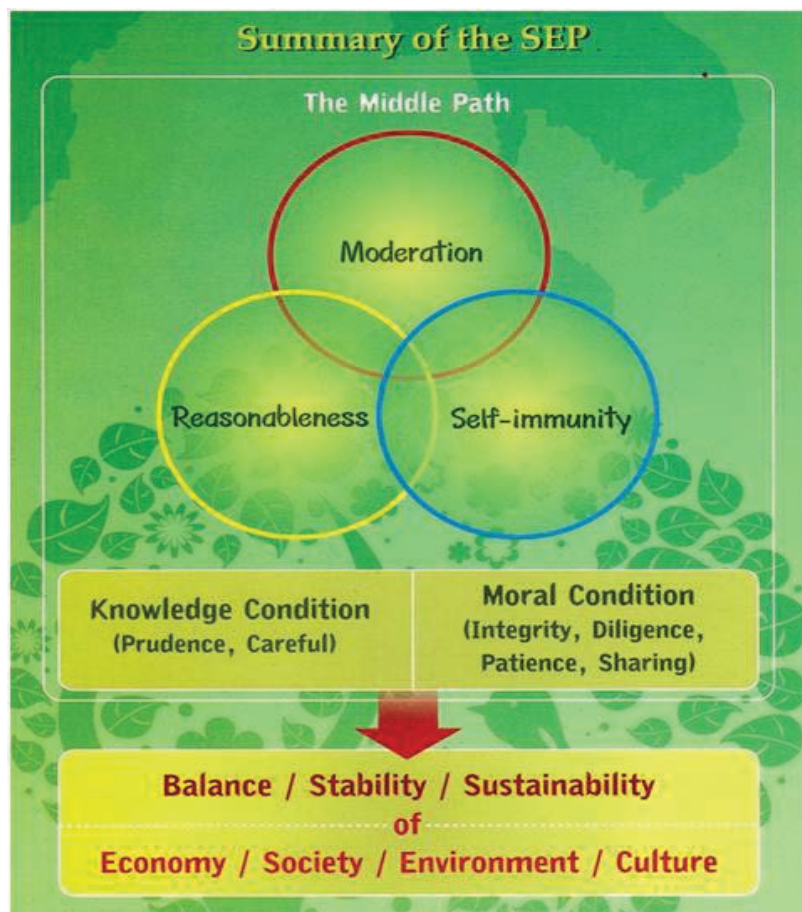 Summary of the SEP
The Middle Path
Moderation
Reasonableness
Self-immunity
Knowledge Condition
(Prudence, Careful)
Moral Condition
(Integrity, Diligence,
Patience, Sharing)
Balance / Stability / Sustainability
of
Economy / Society / Environment / Culture